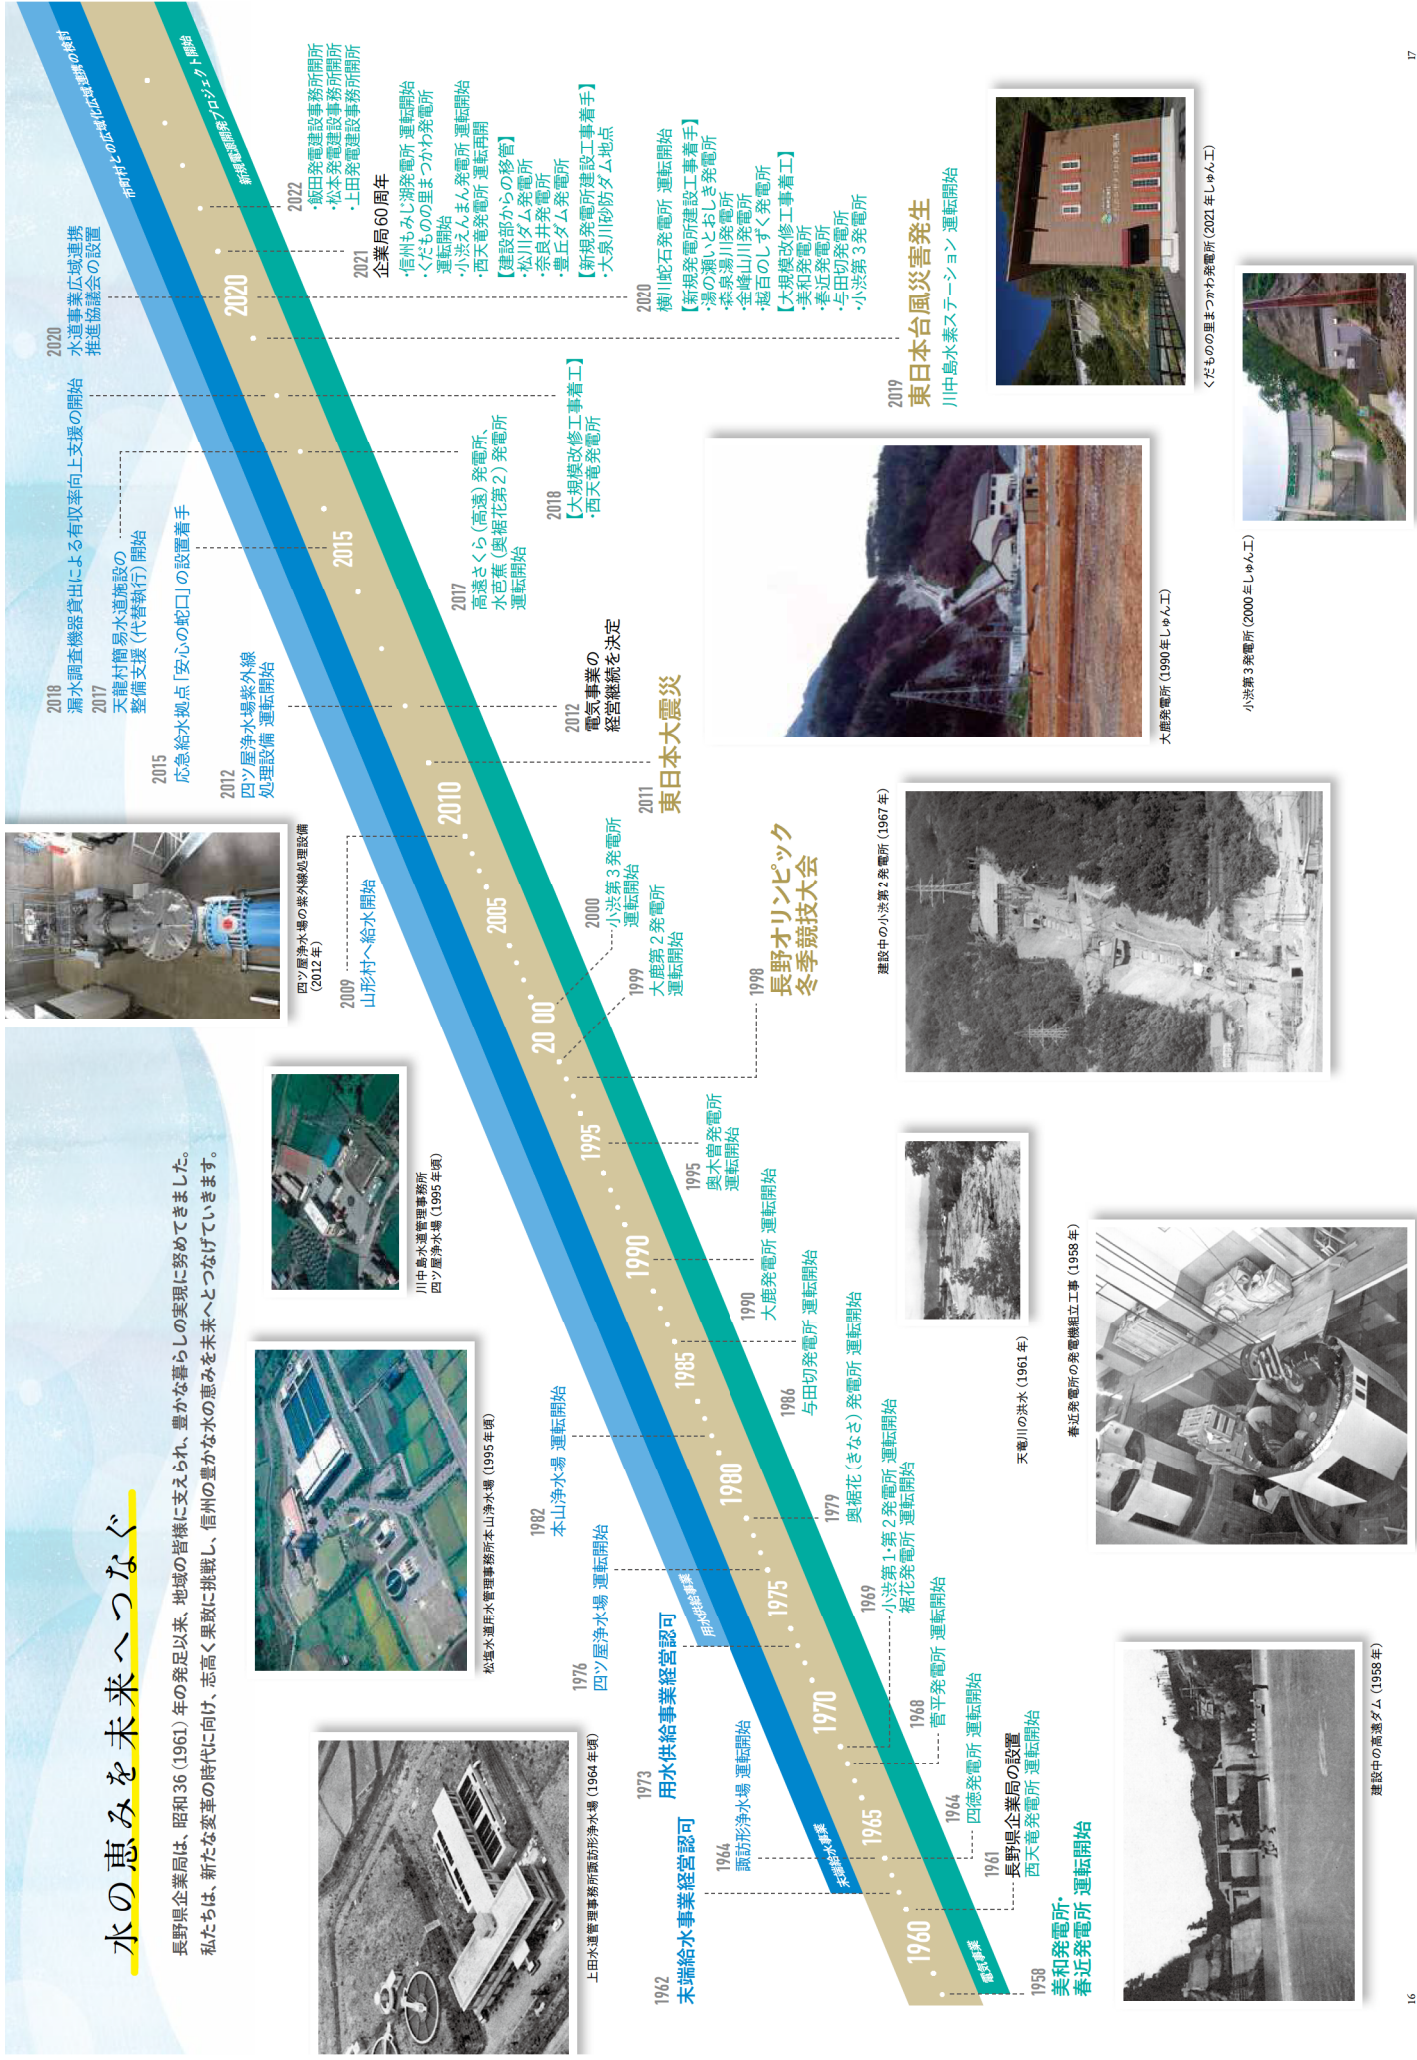 水の恵みを未来へつなぐ
長野県企業局は、昭和36（1961）年の発足以来、地域の皆様に支えられ、豊かな暮らしの実現に努めてきました。
私たちは、新たな変革の時代に向け、志高く果敢に挑戦し、信州の豊かな水の恵みを未来へとつなげていきます。
上田水道管理事務所諏訪形浄水場（1964年頃）
松塩水道用水管理事務所本山浄水場（1995年頃）
川中島水道管理事務所
四ツ屋浄水場（1995年頃）
四ツ屋浄水場の紫外線処理設備
（2012年）
1962
末端給水事業経営認可
1964
諏訪形浄水場 運転開始
1973
用水供給事業経営認可
1976
四ツ屋浄水場 運転開始
1982
本山浄水場 運転開始
2009
山形村へ給水開始
2012
四ツ屋浄水場紫外線
処理設備 運転開始
2015
応急給水拠点「安心の蛇口」の設置着手
2017
天龍村簡易水道施設の
整備支援（代替執行）開始
2018
漏水調査機器貸出による有収率向上支援の開始
2020
水道事業広域連携
推進協議会の設置
末端給水事業
用水供給事業
市町村との広域化広域連携の検討
電気事業
新規電源開発プロジェクト開始
1960
1965
1970
1975
1980
1985
1990
1995
20 00
2005
2010
2015
2020
1958
美和発電所・
春近発電所 運転開始
1961
長野県企業局の設置
西天竜発電所 運転開始
1964
四徳発電所 運転開始
1968
菅平発電所 運転開始
1969
小渋第1・第2発電所 運転開始
裾花発電所 運転開始
1979
奥裾花（きなさ）発電所 運転開始
1986
与田切発電所 運転開始
1990
大鹿発電所 運転開始
1995
奥木曽発電所
運転開始
1998
長野オリンピック
冬季競技大会
1999
大鹿第2発電所
運転開始
2000
小渋第3発電所
運転開始
2011
東日本大震災
2012
電気事業の
経営継続を決定
2017
高遠さくら（高遠）発電所、
水芭蕉（奥裾花第2）発電所
運転開始
2018
【大規模改修工事着工】
・西天竜発電所
2019
東日本台風災害発生
川中島水素ステーション 運転開始
2020
横川蛇石発電所 運転開始
【新規発電所建設工事着手】
・湯の瀬いとおしき発電所
・森泉湯川発電所
・金峰山川発電所
・越百のしずく発電所
【大規模改修工事着工】
・美和発電所
・春近発電所
・与田切発電所
・小渋第3発電所
2021
企業局60周年
・信州もみじ湖発電所 運転開始
・くだものの里まつかわ発電所
運転開始
・小渋えんまん発電所 運転開始
・西天竜発電所 運転再開
【建設部からの移管】
・松川ダム発電所
・奈良井発電所
・豊丘ダム発電所
【新規発電所建設工事着手】
・大泉川砂防ダム地点
2022
・飯田発電建設事務所開所
・松本発電建設事務所開所
・上田発電建設事務所開所
建設中の高遠ダム（1958年）
春近発電所の発電機組立工事（1958年）
天竜川の洪水（1961年）
建設中の小渋第2発電所（1967年）
大鹿発電所（1990年しゅん工）
小渋第3発電所（2000年しゅん工）
くだものの里まつかわ発電所（2021年しゅん工）
16
17